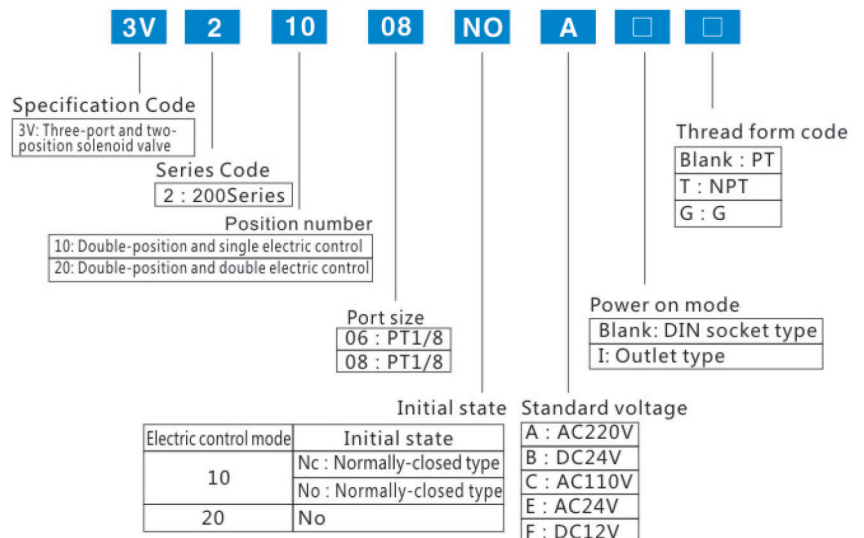 3V 2 10 08 NO A □ □
Specification Code
3V: Three-port and two-
position solenoid valve
Series Code
2 : 200Series
Position number
10: Double-position and single electric control
20: Double-position and double electric control
Port size
06 : PT1/8
08 : PT1/8
Initial state
Electric control mode Initial state
10
Nc : Normally-closed type
No : Normally-closed type
20 No
Standard voltage
A : AC220V
B : DC24V
C : AC110V
E : AC24V
F : DC12V
Power on mode
Blank: DIN socket type
I: Outlet type
Thread form code
Blank : PT
T : NPT
G : G